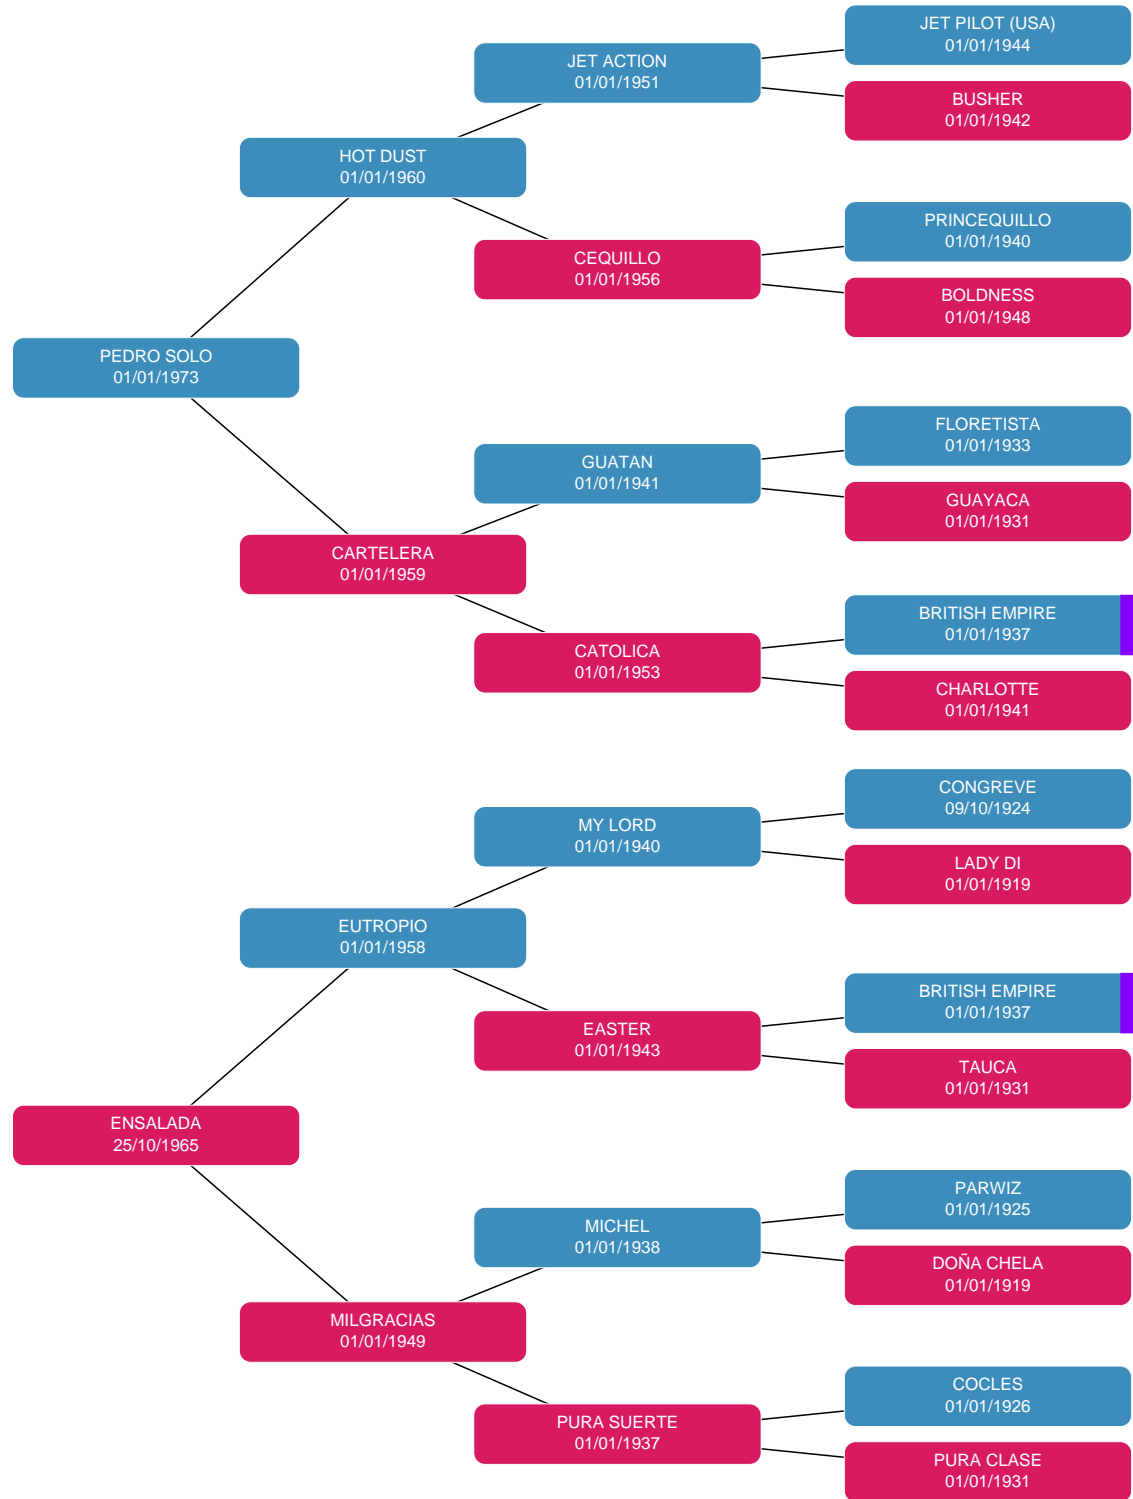 JET PILOT (USA)
01/01/1944
JET ACTION
01/01/1951
BUSHER
01/01/1942
HOT DUST
01/01/1960
PRINCEQUILLO
01/01/1940
CEQUILLO
01/01/1956
BOLDNESS
01/01/1948
PEDRO SOLO
01/01/1973
FLORETISTA
01/01/1933
GUATAN
01/01/1941
GUAYACA
01/01/1931
CARTELERA
01/01/1959
BRITISH EMPIRE
01/01/1937
CATOLICA
01/01/1953
CHARLOTTE
01/01/1941
CONGREVE
09/10/1924
MY LORD
01/01/1940
LADY DI
01/01/1919
EUTROPIO
01/01/1958
BRITISH EMPIRE
01/01/1937
EASTER
01/01/1943
TAUCA
01/01/1931
ENSALADA
25/10/1965
PARWIZ
01/01/1925
MICHEL
01/01/1938
DOÑA CHELA
01/01/1919
MILGRACIAS
01/01/1949
COCLES
01/01/1926
PURA SUERTE
01/01/1937
PURA CLASE
01/01/1931